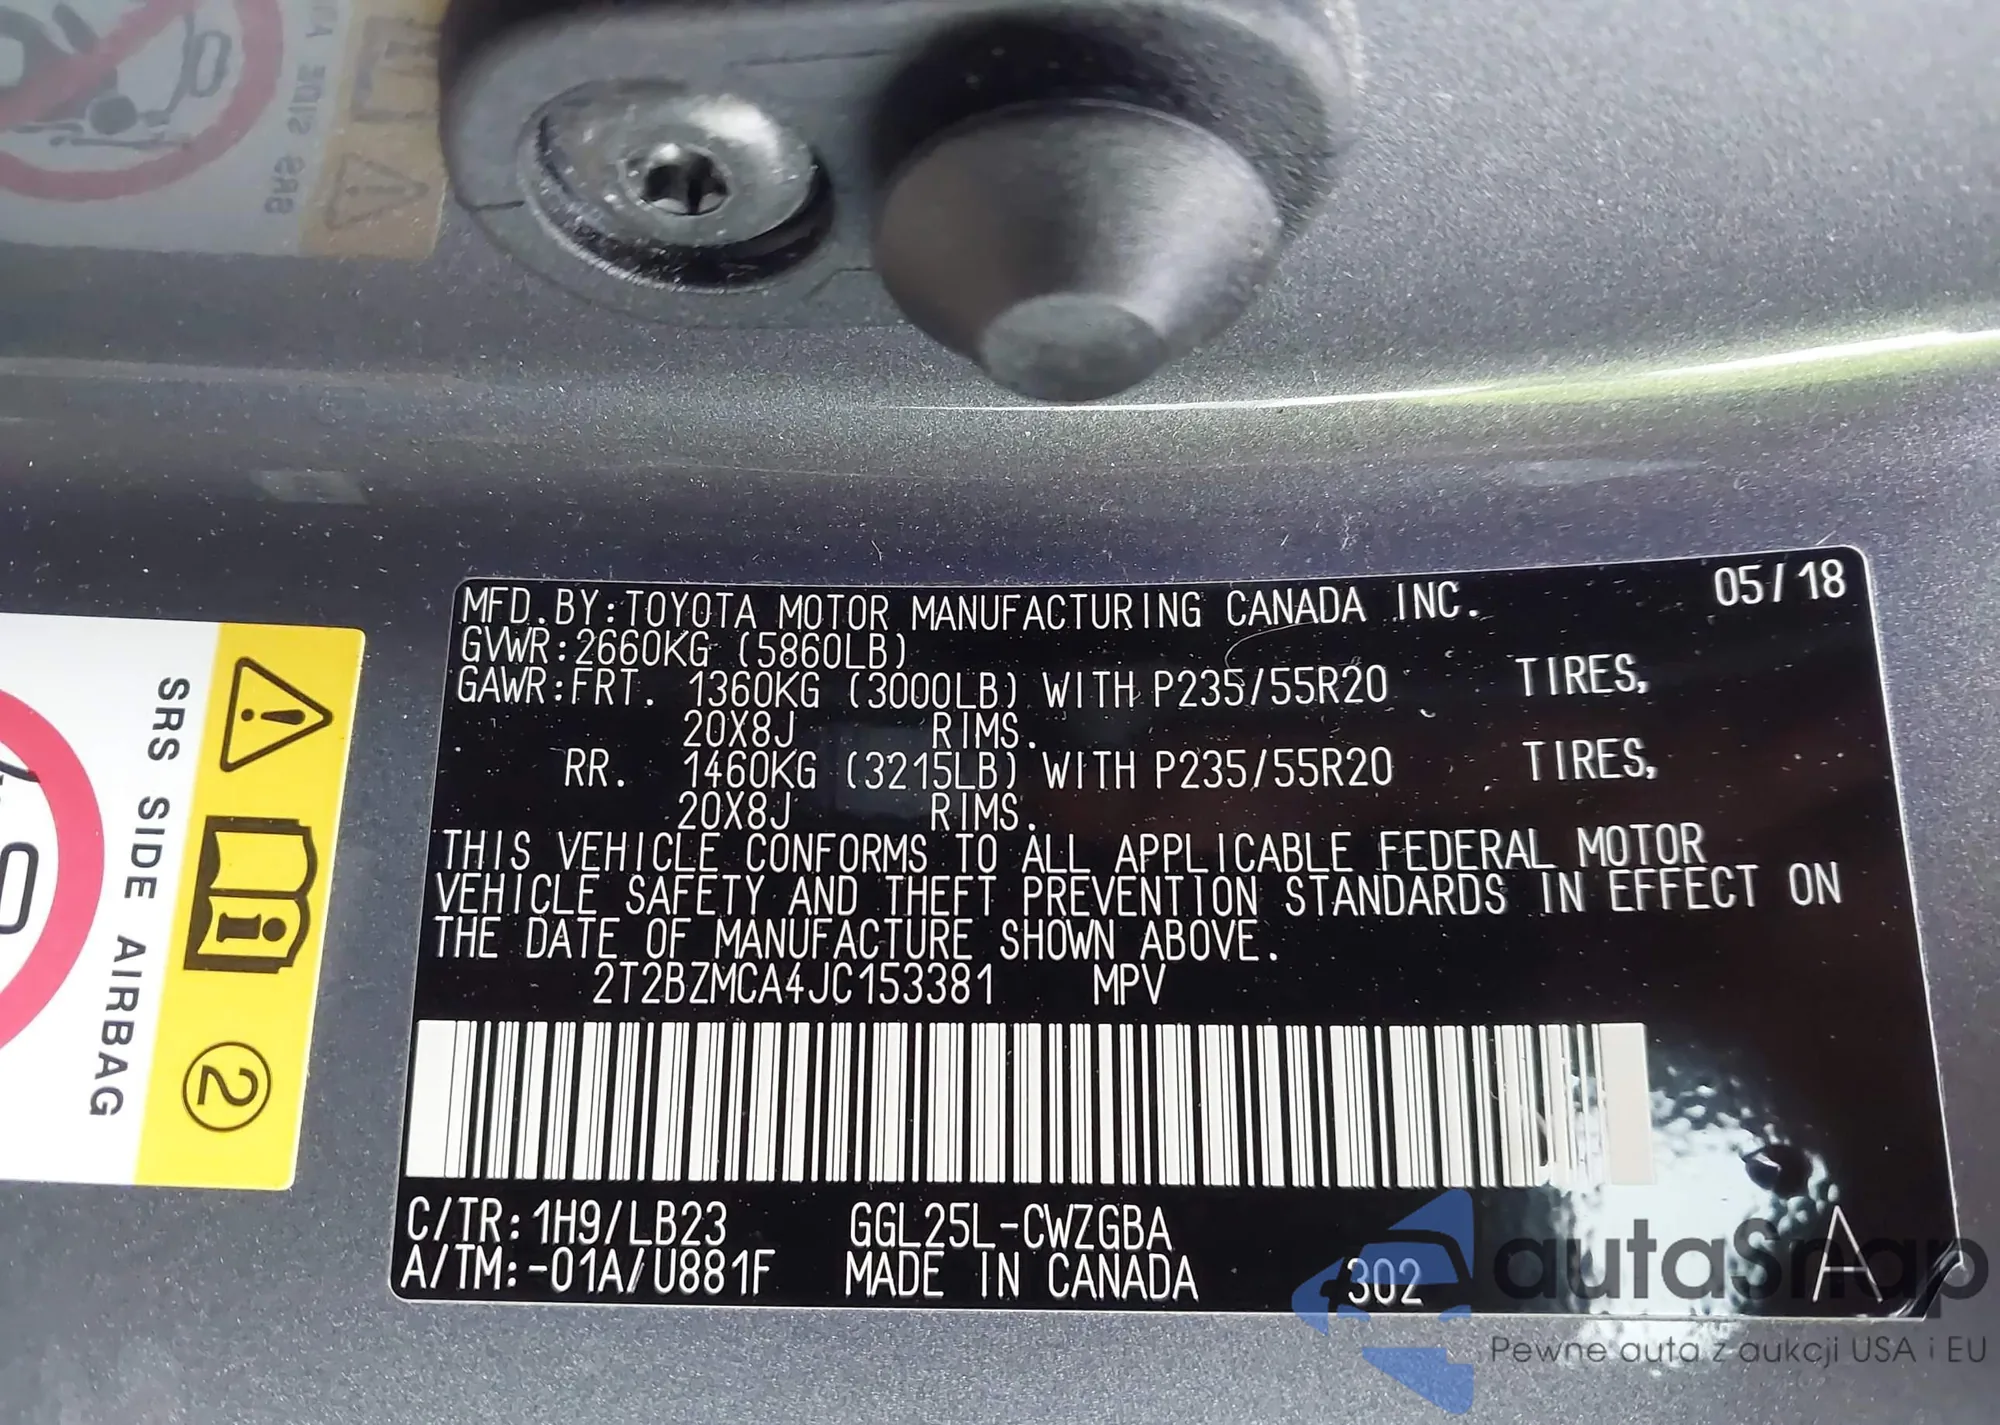 SRS SIDE AIRBAG
MFD.BY:TOYOTA MOTOR MANUFACTURING CANADA INC. 05/18
GVWR:2660KG (5860LB)
GAWR:FRT. 1360KG (3000LB) WITH P235/55R20 TIRES,
20X8J RIMS.
RR. 1460KG (3215LB) WITH P235/55R20 TIRES,
20X8J RIMS.
THIS VEHICLE CONFORMS TO ALL APPLICABLE FEDERAL MOTOR
VEHICLE SAFETY AND THEFT PREVENTION STANDARDS IN EFFECT ON
THE DATE OF MANUFACTURE SHOWN ABOVE.
2T2BZMCA4JC153381 MPV
C/TR:1H9/LB23 GGL25L-CWZGBA
A/TM:-01A/U881F MADE IN CANADA 302 A
SRS SIDE AIRBAG
2
autaSnap
Pewne auta z aukcji USA i EU